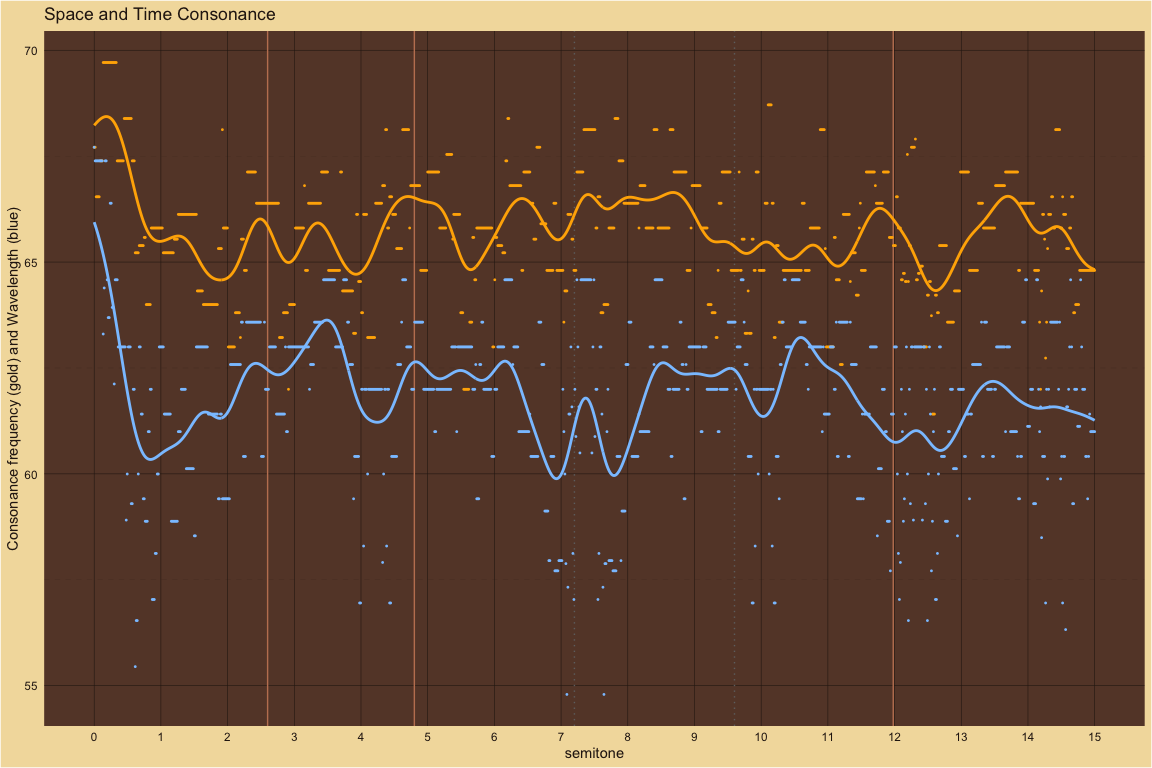 Space and Time Consonance
Consonance frequency (gold) and Wavelength (blue)
70
65
60
55
0 1 2 3 4 5 6 7 8 9 10 11 12 13 14 15
semitone